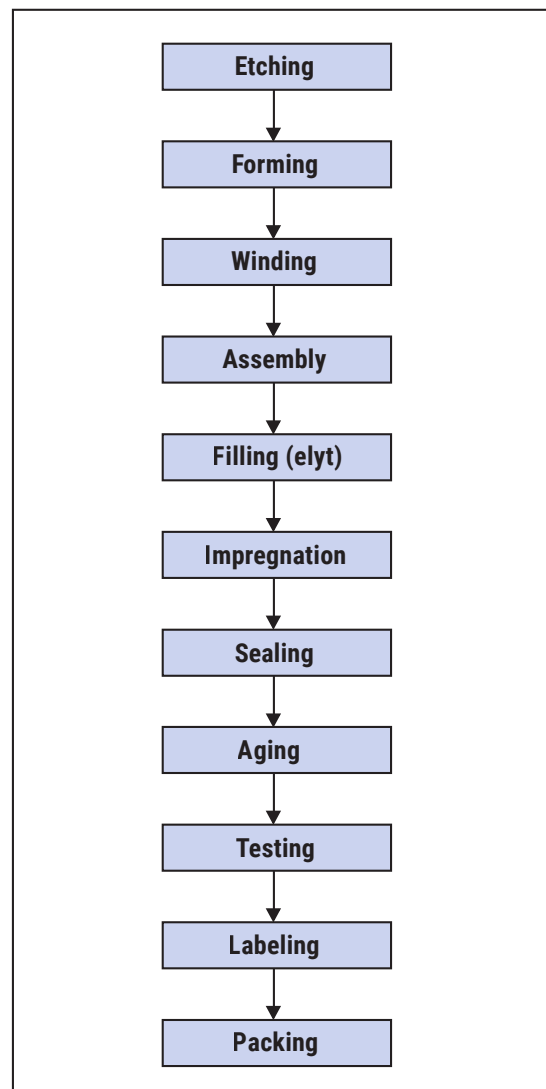 Etching
Forming
Winding
Assembly
Filling (elyt)
Impregnation
Sealing
Aging
Testing
Labeling
Packing